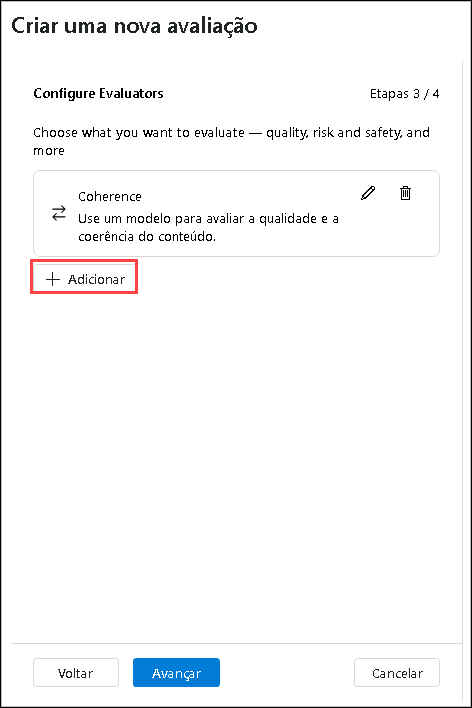 Criar uma nova avaliação
Configure Evaluators
Etapas 3 / 4
Choose what you want to evaluate — quality, risk and safety, and
more
Coherence
Use um modelo para avaliar a qualidade e a
coerência do conteúdo.
Adicionar
Voltar
Avançar
Cancelar